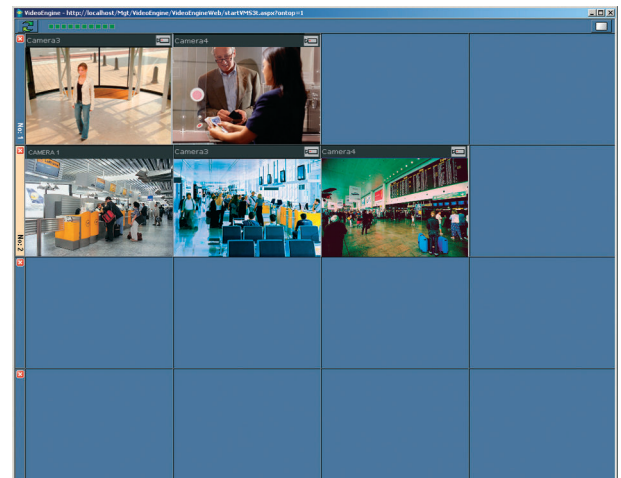 VideoEngine - http://localhost/Mgt/VideoEngine/VideoEngineWeb/startVMS3t.aspx?ontop=1
Camera3
Camera4
No: 1
CAMERA 1
Camera3
Camera4
No: 2